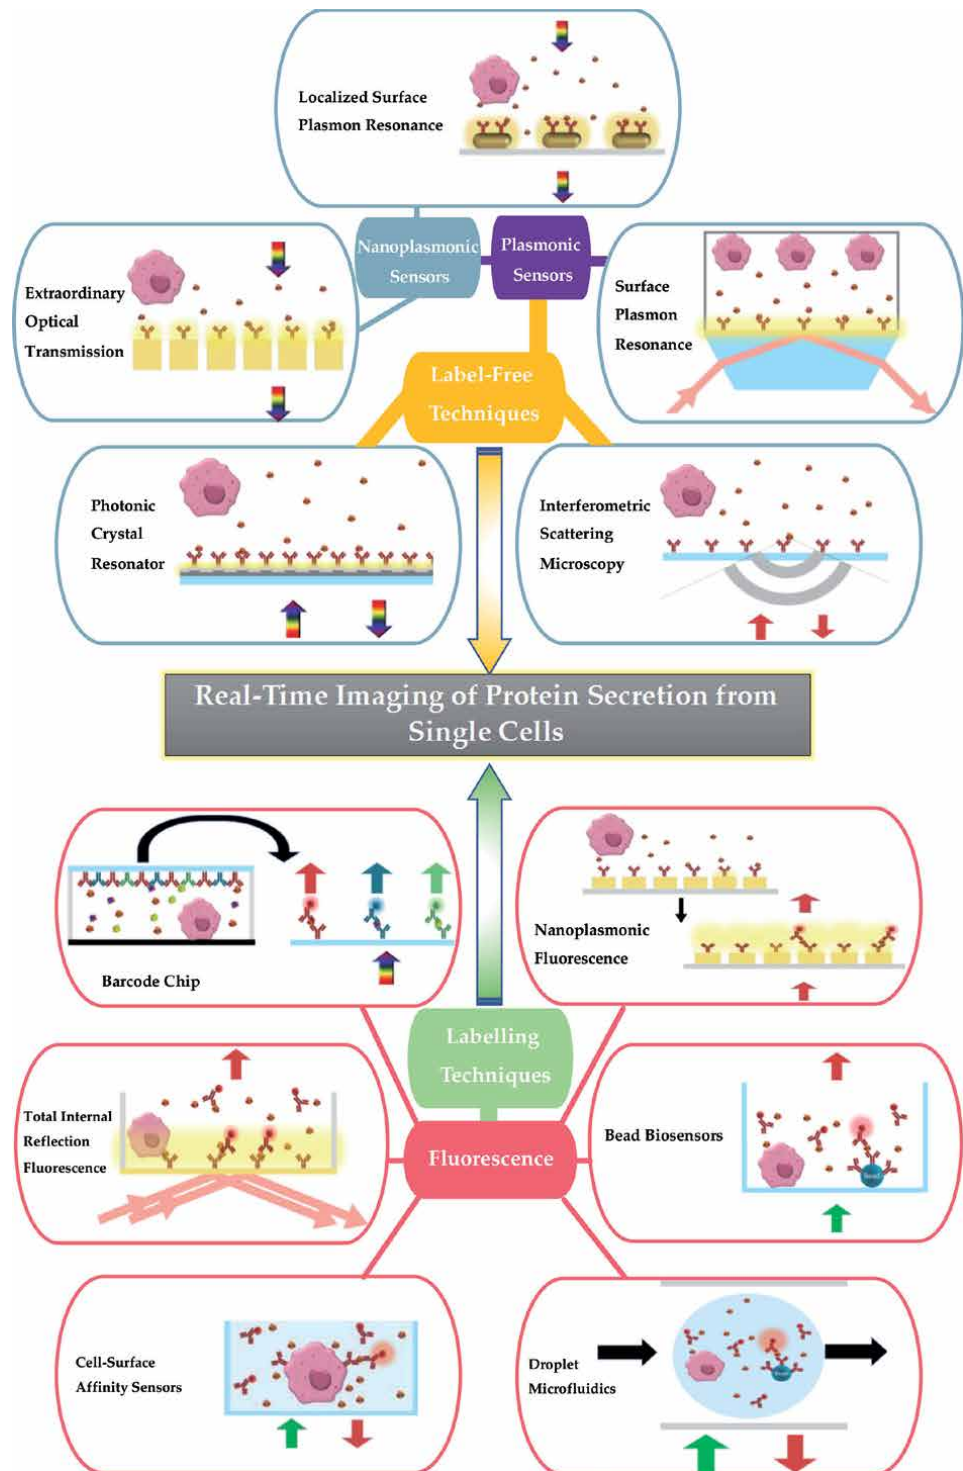 Localized Surface
Plasmon Resonance
Nanoplasmonic
Sensors
Plasmonic
Sensors
Extraordinary
Optical
Transmission
Surface
Plasmon
Resonance
Label-Free
Techniques
Photonic
Crystal
Resonator
Interferometric
Scattering
Microscopy
Real-Time Imaging of Protein Secretion from
Single Cells
Barcode Chip
Nanoplasmonic
Fluorescence
Labelling
Techniques
Total Internal
Reflection
Fluorescence
Fluorescence
Bead Biosensors
Cell-Surface
Affinity Sensors
Droplet
Microfluidics